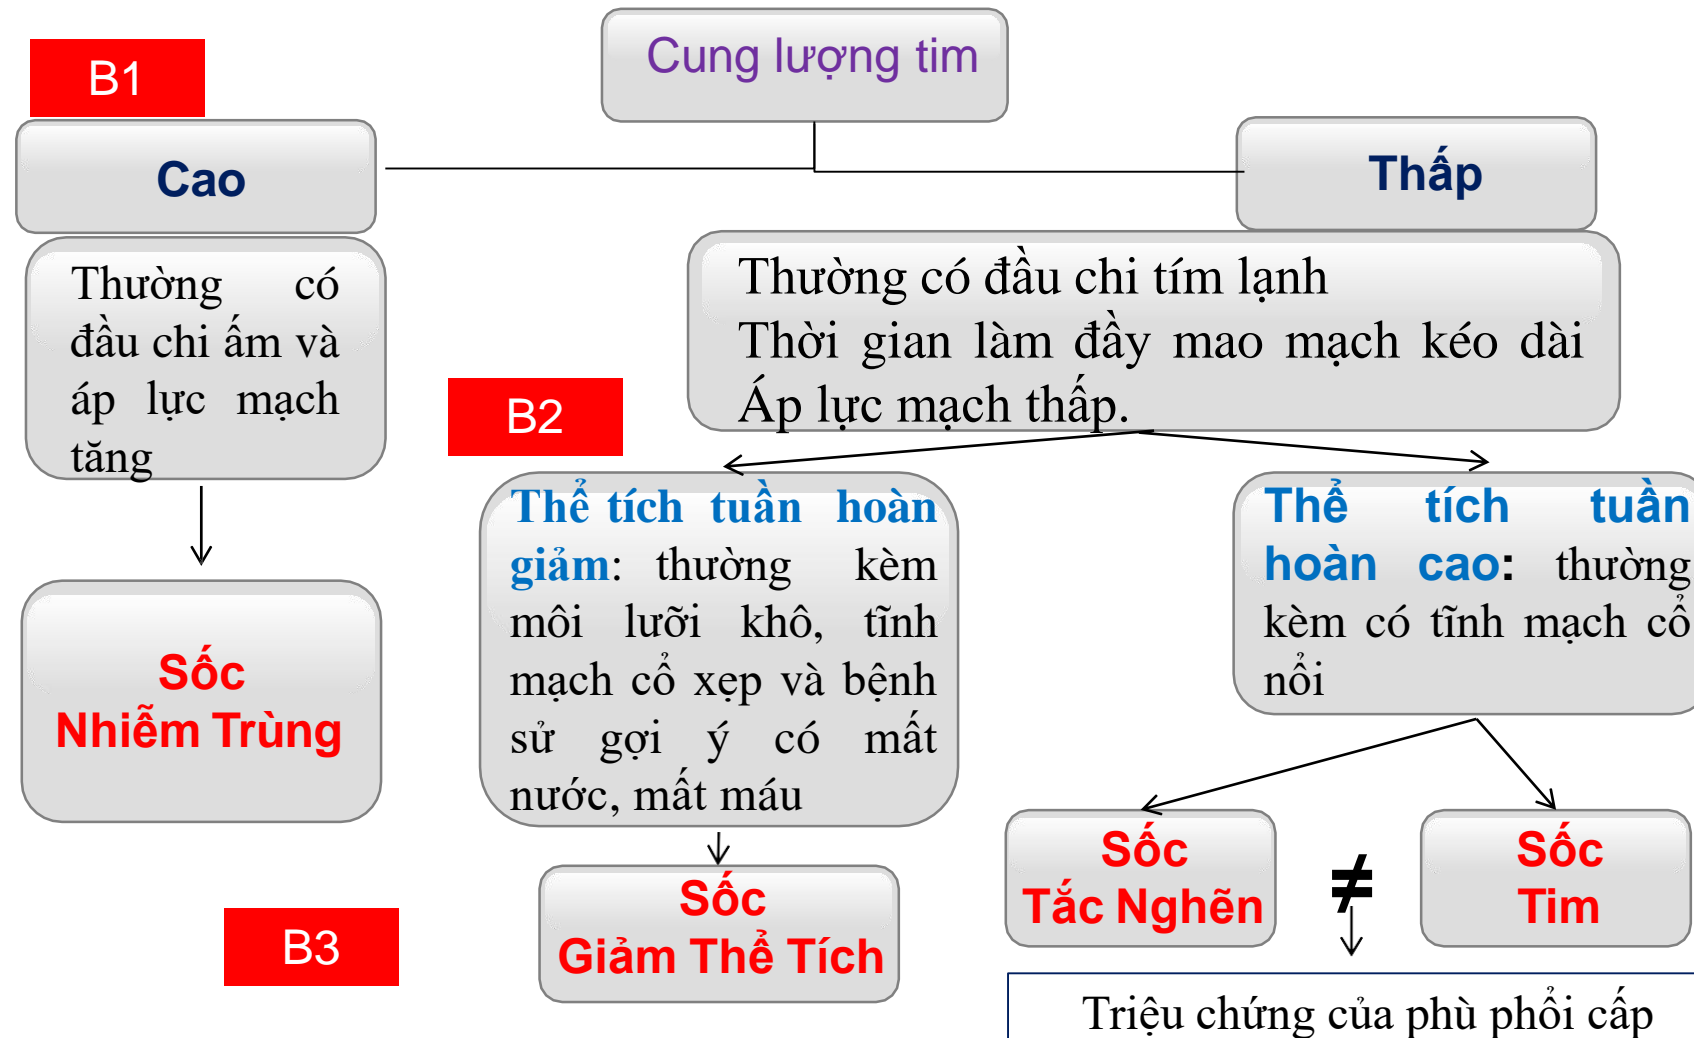 Cung lượng tim
B1
Cao
Thấp
Thường có
đầu chi ấm và
áp lực mạch
tăng
Thường có đầu chi tím lạnh
Thời gian làm đầy mao mạch kéo dài
Áp lực mạch thấp.
B2
Thể tích tuần hoàn
giảm: thường kèm
môi lưỡi khô, tĩnh
mạch cổ xẹp và bệnh
sử gợi ý có mất
nước, mất máu
Thể tích tuần
hoàn cao: thường
kèm có tĩnh mạch cổ
nổi
Sốc
Nhiễm Trùng
B3
Sốc
Giảm Thể Tích
Sốc
Tắc Nghẽn
≠
Sốc
Tim
Triệu chứng của phù phổi cấp